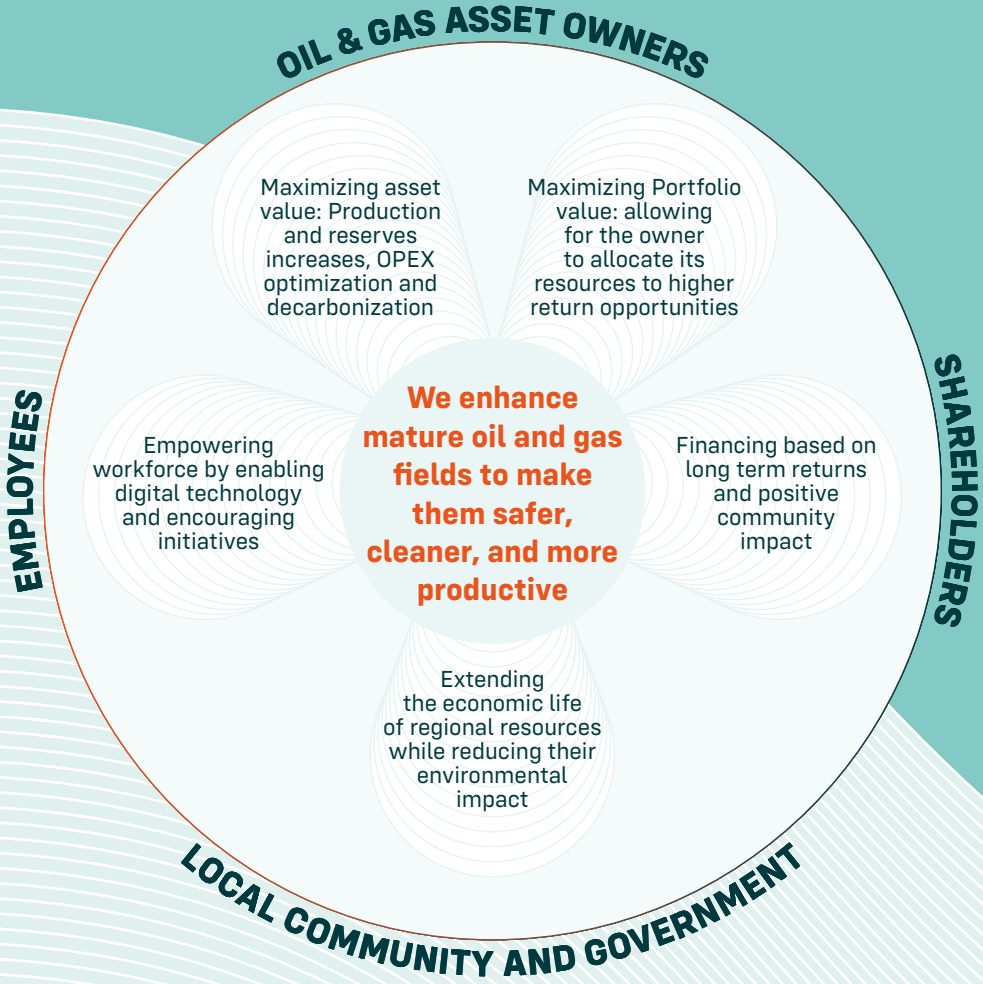 OIL & GAS ASSET OWNERS
Maximizing asset
value: Production
and reserves
increases, OPEX
optimization and
decarbonization
Maximizing Portfolio
value: allowing
for the owner
to allocate its
resources to higher
return opportunities
EMPLOYEES
Empowering
workforce by enabling
digital technology
and encouraging
initiatives
We enhance
mature oil and gas
fields to make
them safer,
cleaner, and more
productive
Financing based on
long term returns
and positive
community
impact
SHAREHOLDERS
Extending
the economic life
of regional resources
while reducing their
environmental
impact
LOCAL COMMUNITY AND GOVERNMENT